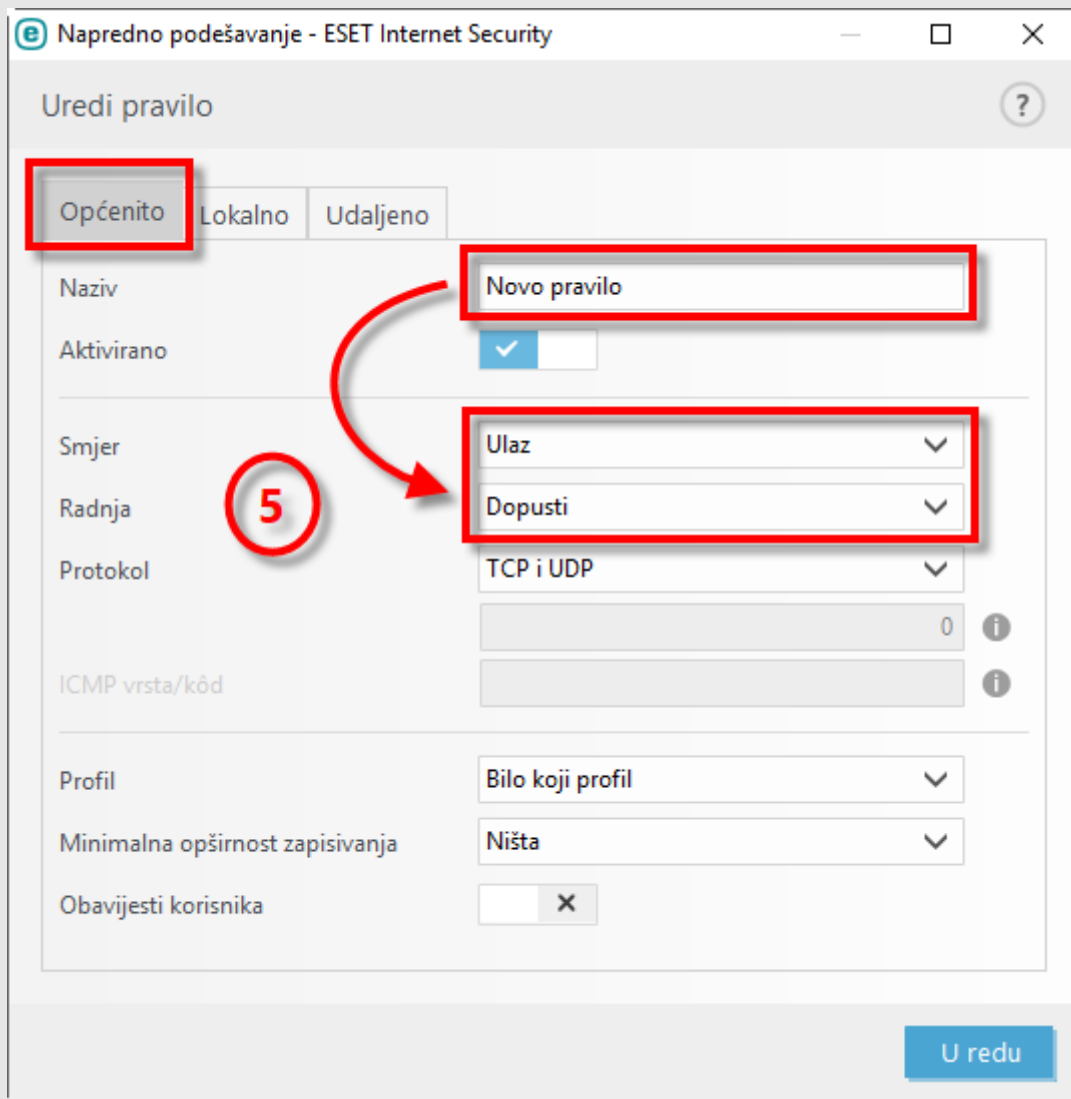 Napredno podešavanje - ESET Internet Security
Uredi pravilo
?
Općenito
Lokalno
Udaljeno
Naziv
Novo pravilo
Aktivirano
Smjer
Ulaz
Radnja
5
Dopusti
Protokol
TCP i UDP
0
ICMP vrsta/kôd
Profil
Bilo koji profil
Minimalna opširnost zapisivanja
Ništa
Obavijesti korisnika
U redu